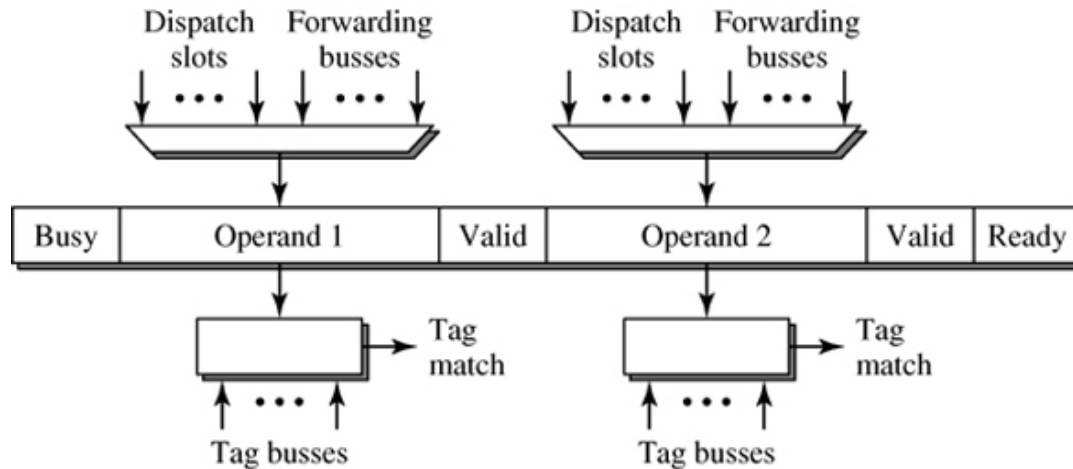 Dispatch slots
Forwarding busses
Dispatch slots
Forwarding busses
Busy
Operand 1
Valid
Operand 2
Valid
Ready
Tag match
Tag match
Tag busses
Tag busses